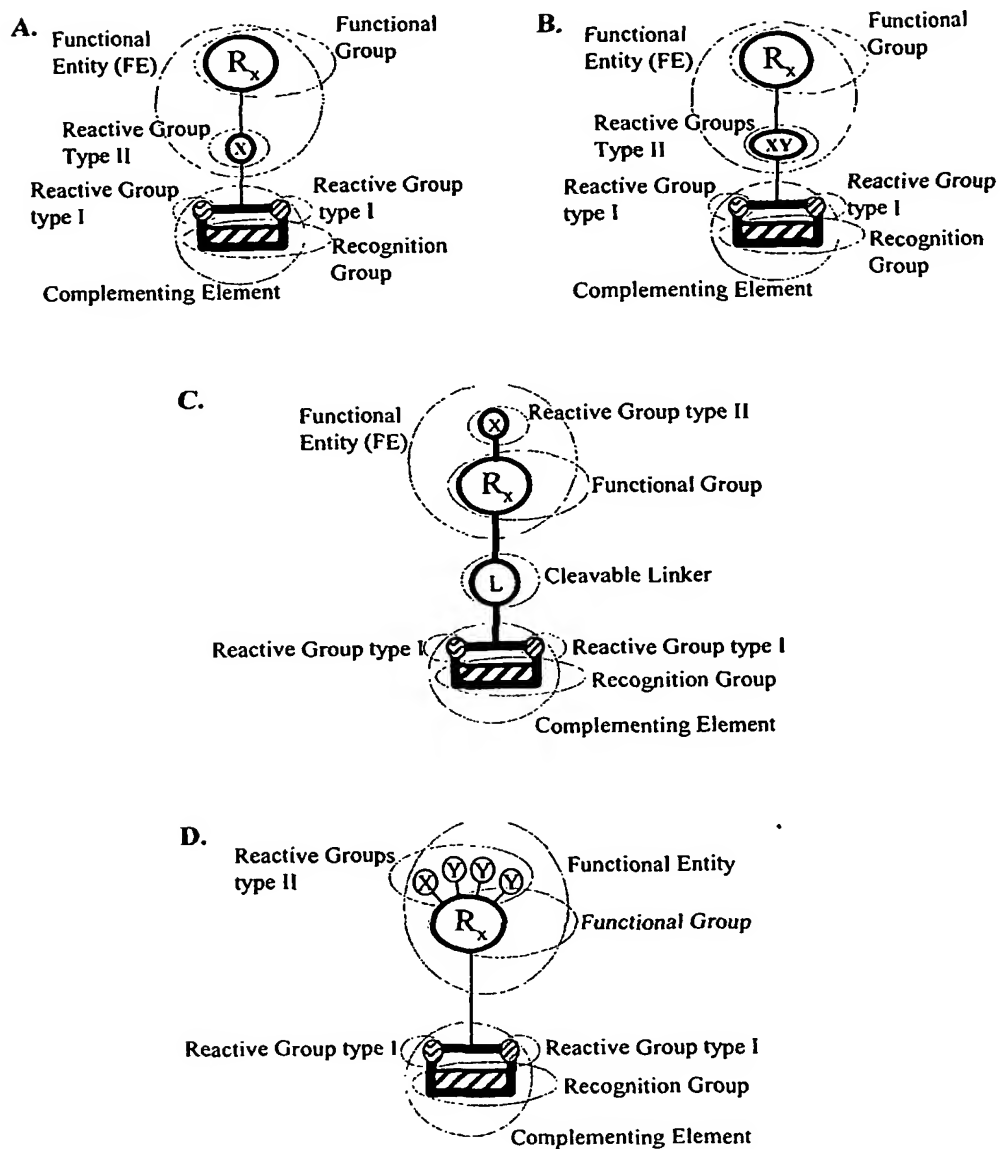 A.
Functional
Entity (FE)
Functional
Group
Rx
Reactive Group
Type II
X
Reactive Group
type I
Reactive Group
type I
Recognition
Group
Complementing Element
B.
Functional
Entity (FE)
Functional
Group
Rx
Reactive Groups
Type II
XY
Reactive Group
type I
Reactive Group
type I
Recognition
Group
Complementing Element
C.
Functional
Entity (FE)
X
Reactive Group type II
Rx
Functional Group
L
Cleavable Linker
Reactive Group type I
Reactive Group type I
Recognition Group
Complementing Element
D.
Reactive Groups
type II
X Y Y Y
Functional Entity
Rx
Functional Group
Reactive Group type I
Reactive Group type I
Recognition Group
Complementing Element